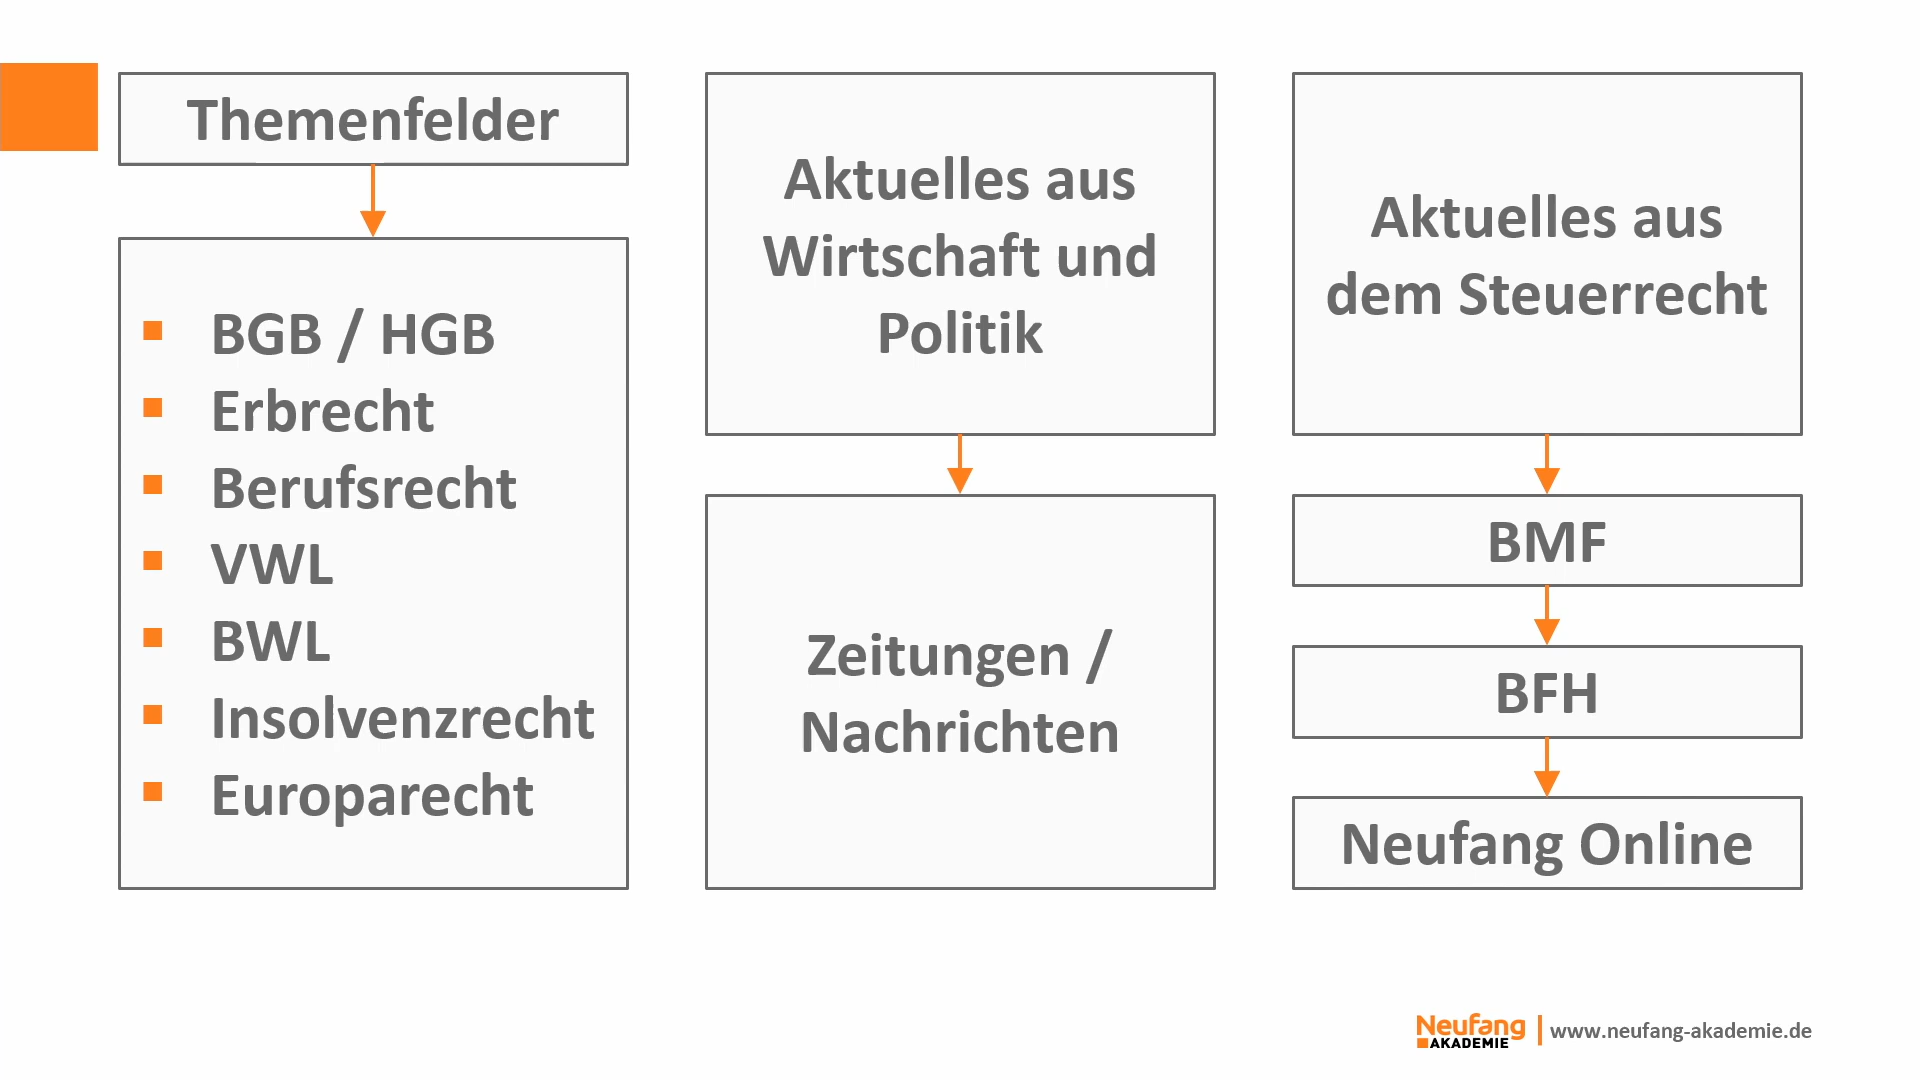 Themenfelder
BGB / HGB
Erbrecht
Berufsrecht
VWL
BWL
Insolvenzrecht
Europarecht
Aktuelles aus
Wirtschaft und
Politik
Zeitungen /
Nachrichten
Aktuelles aus
dem Steuerrecht
BMF
BFH
Neufang Online
Neufang
AKADEMIE
www.neufang-akademie.de